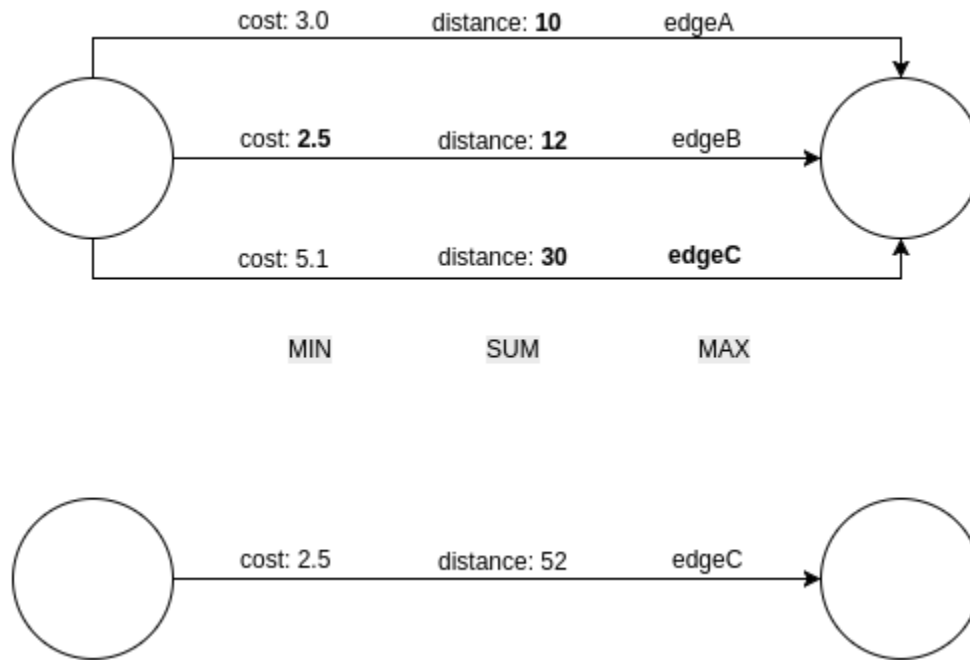 cost: 3.0 distance: 10 edgeA
cost: 2.5 distance: 12 edgeB
cost: 5.1 distance: 30 edgeC
MIN SUM MAX
cost: 2.5 distance: 52 edgeC